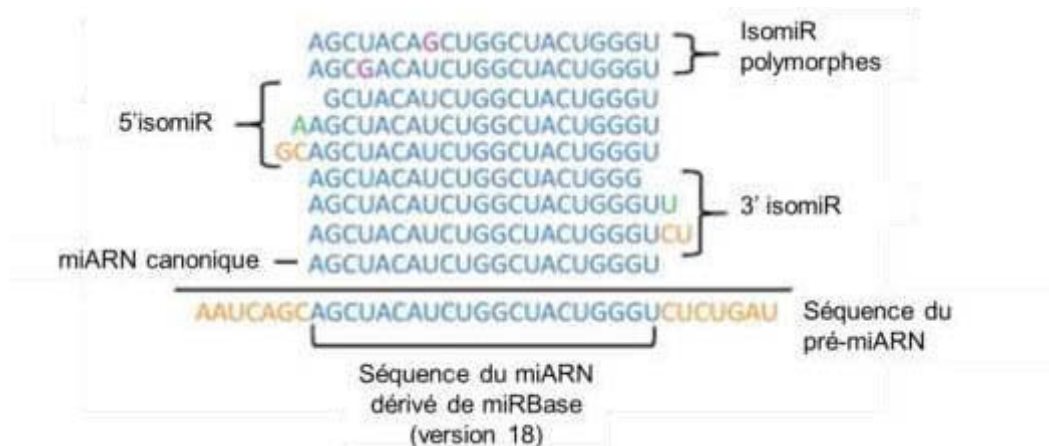 AGCUACAGCUGGCUACUGGGU
AGCGACAUCUGGCUACUGGGU
IsomiR
polymorphes
GCUACAUCUGGCUACUGGGU
5'isomiR
AAGCUACAUCUGGCUACUGGGU
GCAGCUACAUCUGGCUACUGGGU
AGCUACAUCUGGCUACUGGG
AGCUACAUCUGGCUACUGGGUU
3' isomiR
AGCUACAUCUGGCUACUGGGUCU
miARN canonique
AGCUACAUCUGGCUACUGGGU
AAUCAGCAGCUACAUCUGGCUACUGGGUCUCUGAU
Séquence du
pré-miARN
Séquence du miARN
dérivé de miRBase
(version 18)